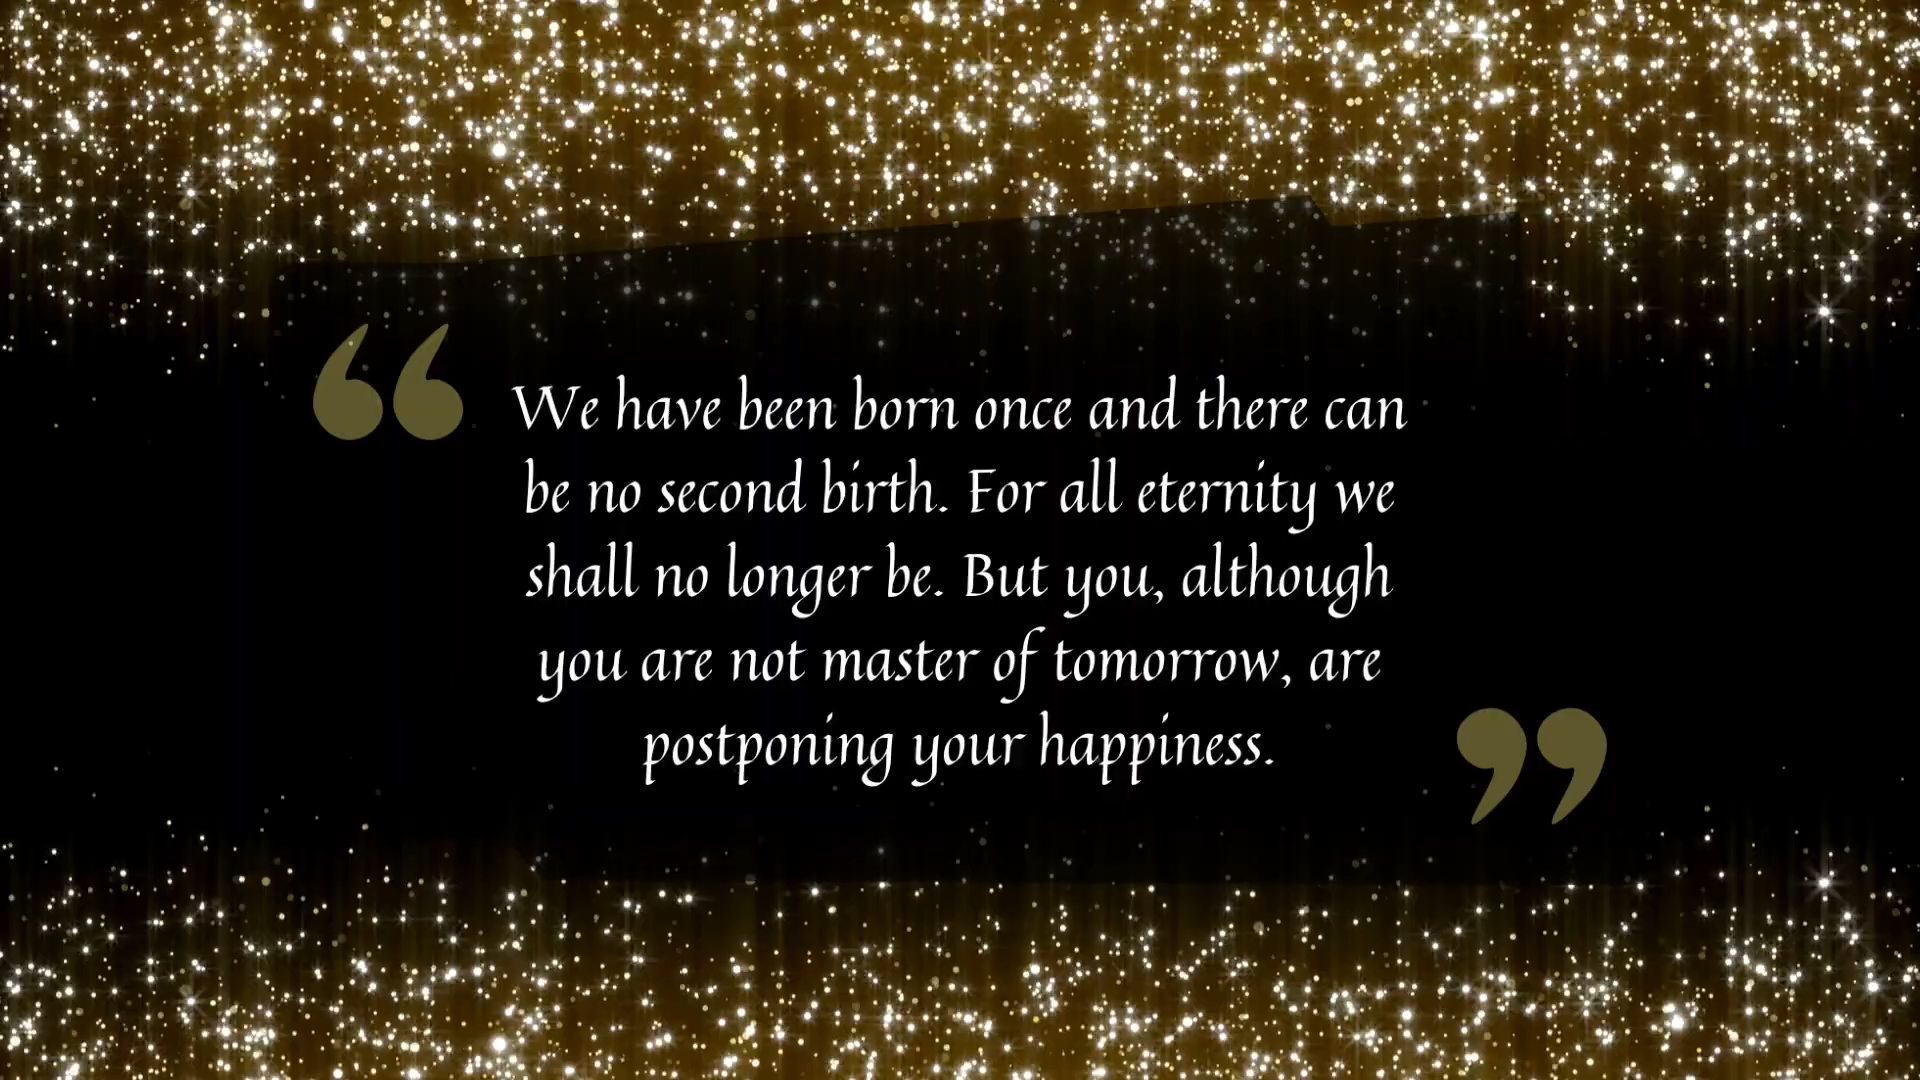 “ We have been born once and there can
be no second birth. For all eternity we
shall no longer be. But you, although
you are not master of tomorrow, are
postponing your happiness. ”